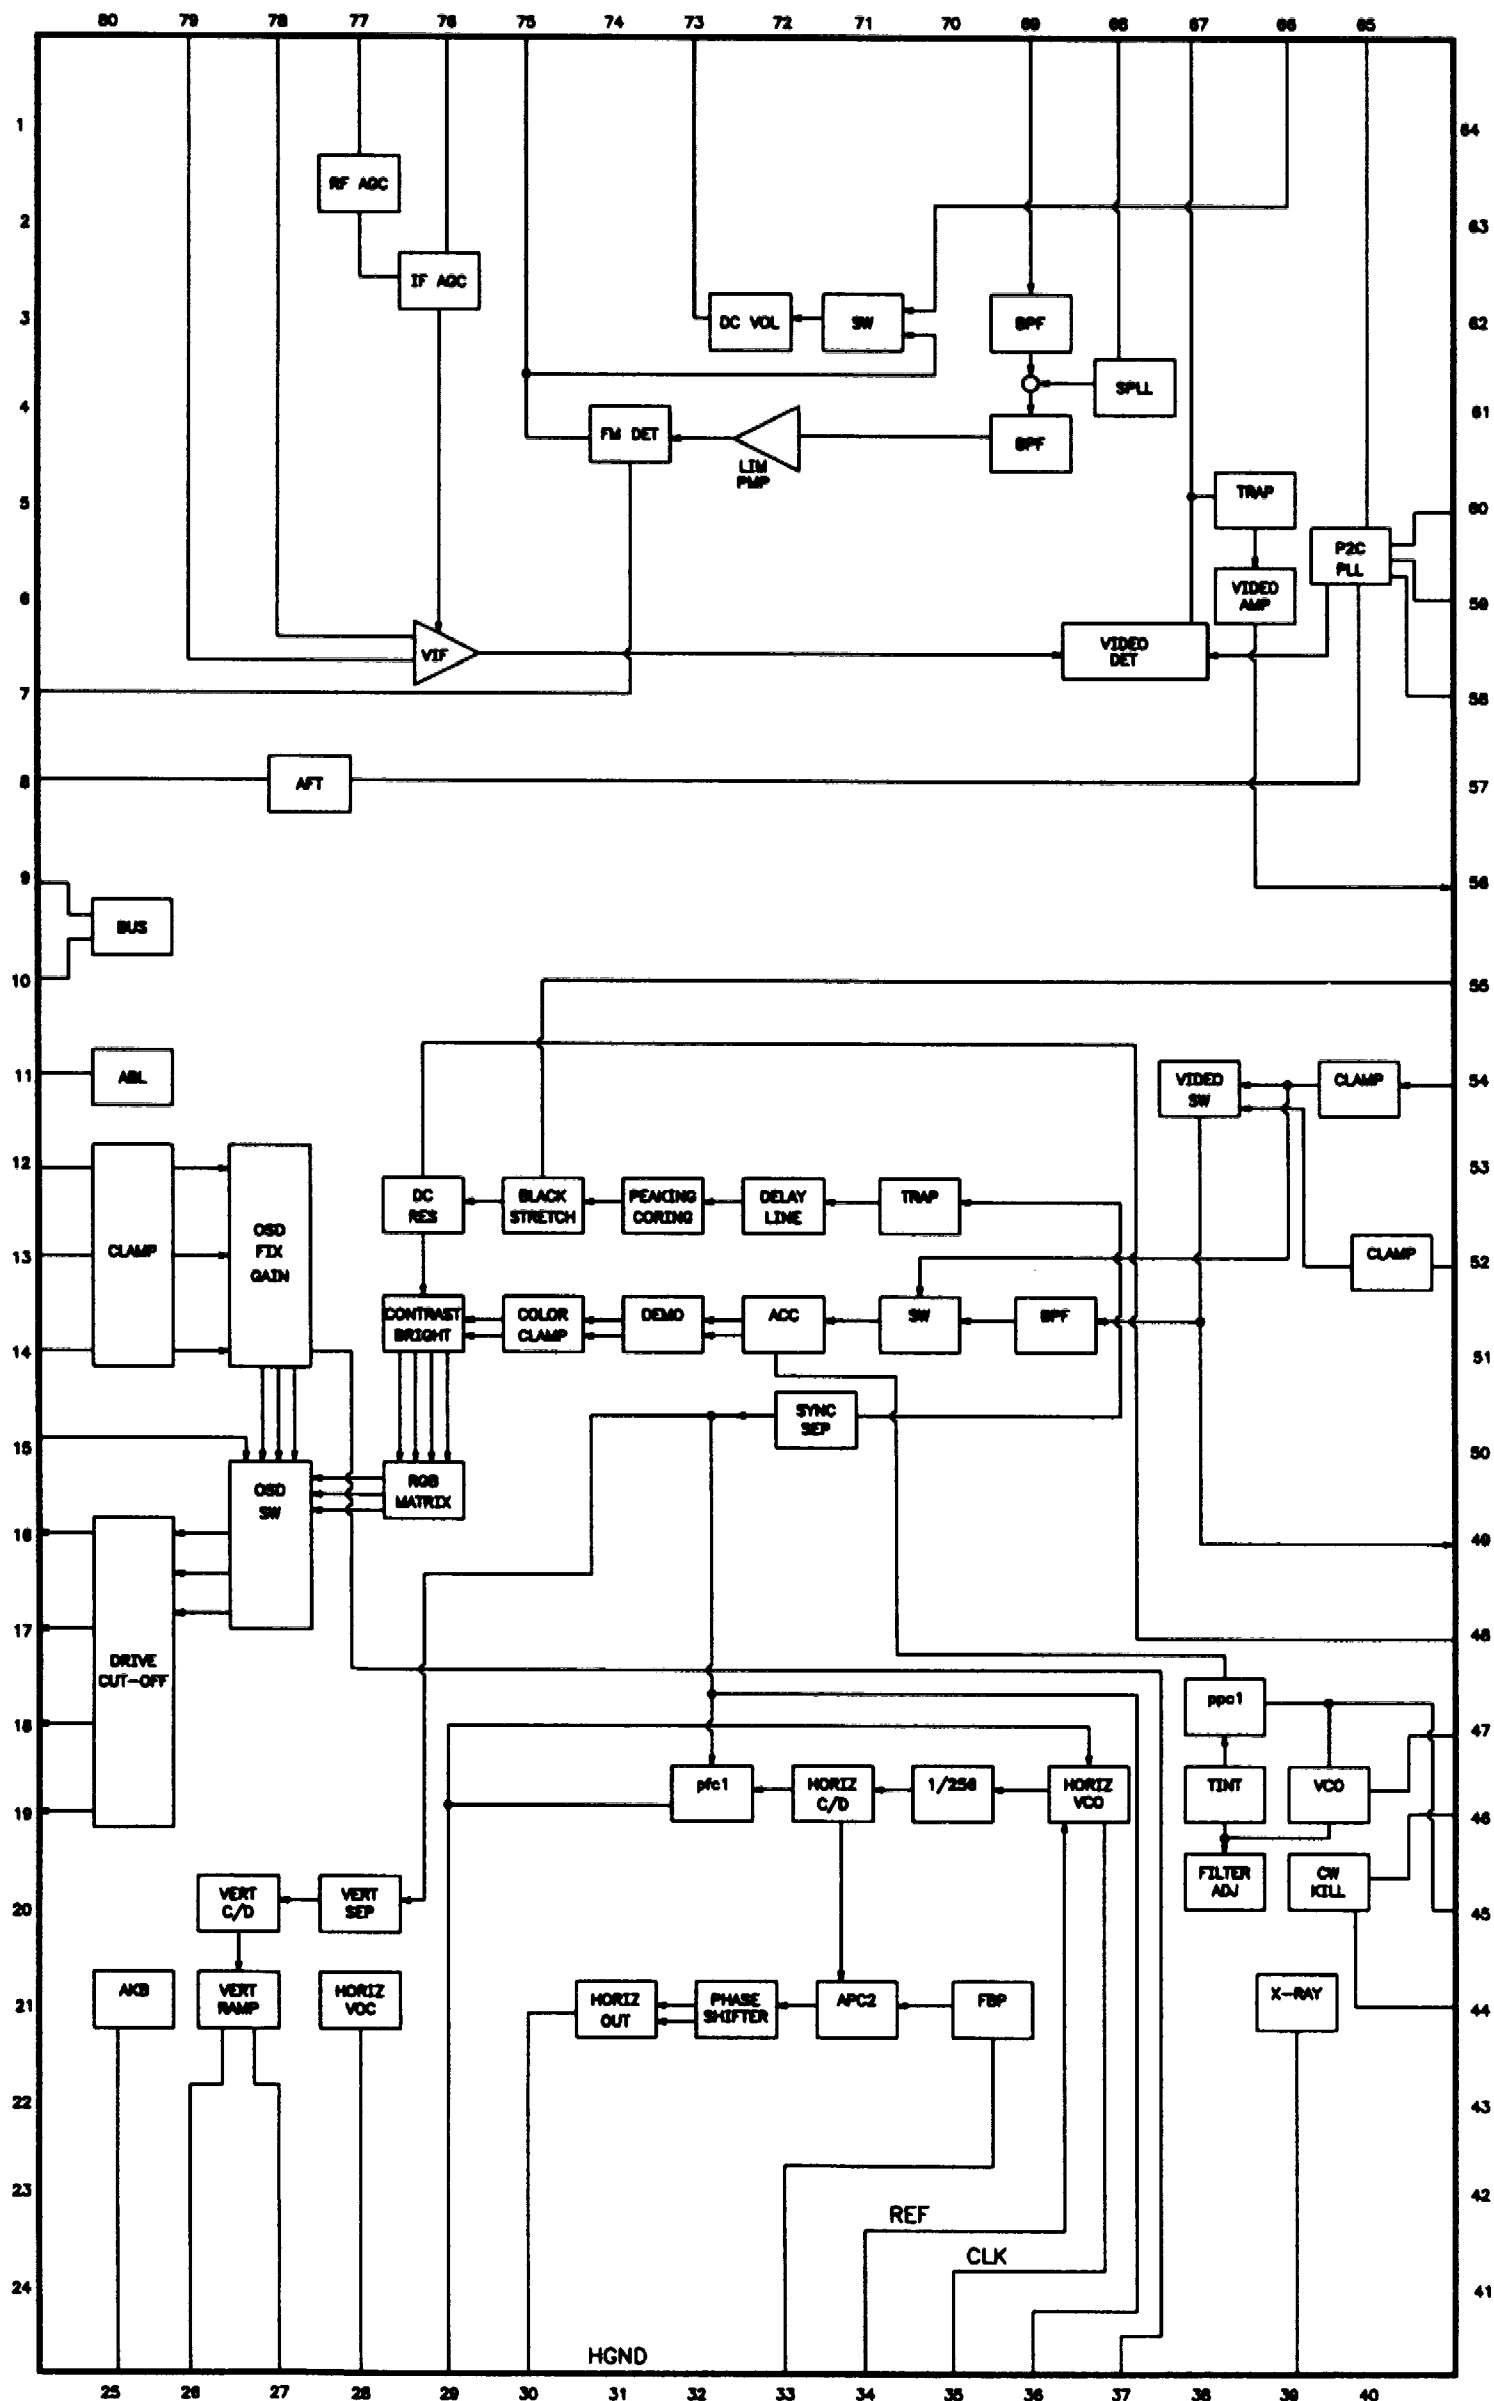 80 79 78 77 76 75 74 73 72 71 70 69 68 67 66 65
1
64
RF AGC
2
63
IF AGC
3
DC VOL
SW
BPF
62
SPLL
4
61
FM DET
BPF
LIM
PMP
5
TRAP
60
P2C
PLL
6
VIDEO
AMP
59
VIF
VIDEO
DET
7
58
8
AFT
57
9
56
BUS
10
55
11
ABL
VIDEO
SW
CLAMP
54
12
53
DC
RES
BLACK
STRETCH
PEAKING
CORING
DELAY
LINE
TRAP
13
CLAMP
OSD
FIX
GAIN
CLAMP
52
CONTRAST
BRIGHT
COLOR
CLAMP
DEMO
ACC
SW
BPF
14
51
SYNC
SEP
15
50
OSD
SW
RGB
MATRIX
16
49
17
48
DRIVE
CUT-OFF
ppc1
18
47
pfc1
HORIZ
C/D
1/256
HORIZ
VCO
TINT
VCO
19
46
VERT
C/D
VERT
SEP
FILTER
ADJ
CW
KILL
20
45
AKB
VERT
RAMP
HORIZ
VOC
HORIZ
OUT
PHASE
SHIFTER
APC2
FBP
X-RAY
21
44
22
43
23
42
REF
CLK
24
41
HGND
25 26 27 28 29 30 31 32 33 34 35 36 37 38 39 40